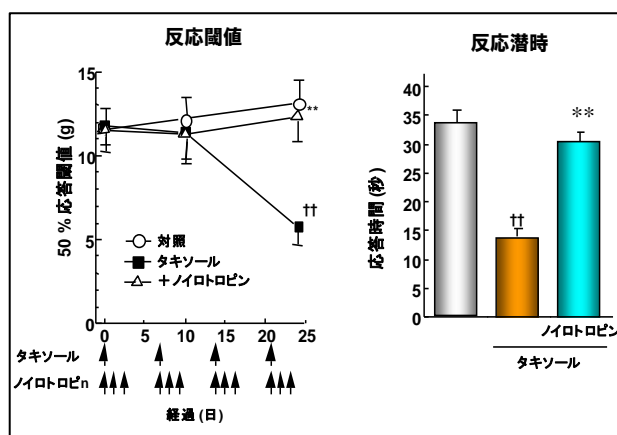 反応閾値
15
10
5
0
50 % 応答閾値 (g)
**
††
対照
タキソール
＋ノイロトロピン
0 5 10 15 20 25
タキソール
ノイロトロピn
経過 (日)
反応潜時
40
35
30
25
20
15
10
5
0
応答時間 (秒)
††
**
ノイロトロピン
タキソール